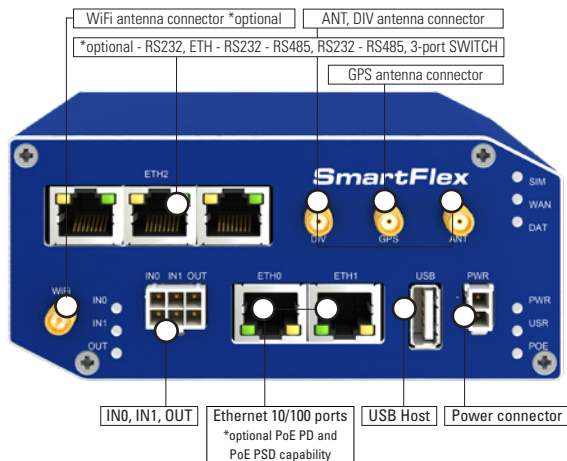 WiFi antenna connector *optional
ANT, DIV antenna connector
*optional - RS232, ETH - RS232 - RS485, RS232 - RS485, 3-port SWITCH
GPS antenna connector
ETH2
SmartFlex
SIM
WAN
DAT
DIV
GPS
ANT
WiFi
IN0
IN1
OUT
IN0 IN1 OUT
ETH0
ETH1
USB
PWR
PWR
USR
POE
IN0, IN1, OUT
Ethernet 10/100 ports
*optional PoE PD and
PoE PSD capability
USB Host
Power connector